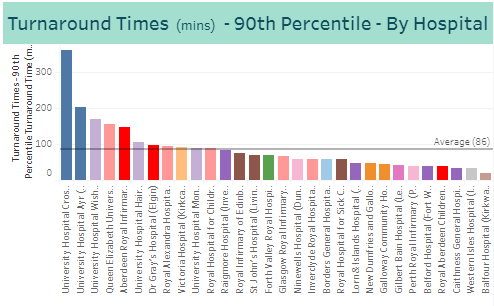 Turnaround Times (mins) - 90th Percentile - By Hospital
Turnaround Times - 90th
Percentile Turnaround Time (m..
300
200
100
0
Average (86)
University Hospital Cros..
University Hospital Ayr (..
University Hospital Wish..
Queen Elizabeth Univers..
Aberdeen Royal Infirmar..
University Hospital Hair..
Dr Gray's Hospital (Elgin)
Royal Alexandra Hospita..
Victoria Hospital (Kirkca..
University Hospital Mon..
Royal Hospital for Childr..
Raigmore Hospital (Inve..
Royal Infirmary of Edinb..
St John's Hospital (Livin..
Forth Valley Royal Hospi..
Glasgow Royal Infirmary..
Ninewells Hospital (Dun..
Inverclyde Royal Hospita..
Borders General Hospita..
Royal Hospital for Sick C..
Lorn & Islands Hospital (..
New Dumfries and Gallo..
Galloway Community Ho..
Gilbert Bain Hospital (Le..
Perth Royal Infirmary (P..
Belford Hospital (Fort W..
Royal Aberdeen Children..
Caithness General Hospi..
Western Isles Hospital (I..
Balfour Hospital (Kirkwa..